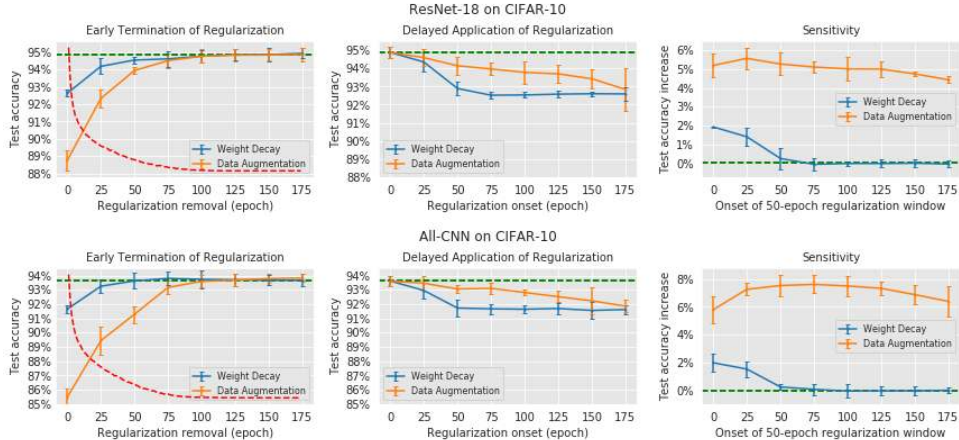 ResNet-18 on CIFAR-10
Early Termination of Regularization
Test accuracy
95%
94%
93%
92%
91%
90%
89%
88%
Weight Decay
Data Augmentation
0 25 50 75 100 125 150 175
Regularization removal (epoch)
Delayed Application of Regularization
Test accuracy
95%
94%
93%
92%
91%
90%
89%
88%
Weight Decay
Data Augmentation
0 25 50 75 100 125 150 175
Regularization onset (epoch)
Sensitivity
Test accuracy increase
6%
5%
4%
3%
2%
1%
0%
Weight Decay
Data Augmentation
0 25 50 75 100 125 150 175
Onset of 50-epoch regularization window
All-CNN on CIFAR-10
Early Termination of Regularization
Test accuracy
94%
93%
92%
91%
90%
89%
88%
87%
86%
85%
Weight Decay
Data Augmentation
0 25 50 75 100 125 150 175
Regularization removal (epoch)
Delayed Application of Regularization
Test accuracy
94%
93%
92%
91%
90%
89%
88%
87%
86%
85%
Weight Decay
Data Augmentation
0 25 50 75 100 125 150 175
Regularization onset (epoch)
Sensitivity
Test accuracy increase
8%
6%
4%
2%
0%
Weight Decay
Data Augmentation
0 25 50 75 100 125 150 175
Onset of 50-epoch regularization window